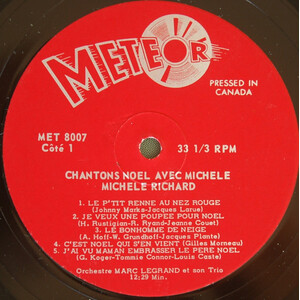 METEOR
PRESSED IN
CANADA
MET 8007
Côté 1
33 1/3 RPM
CHANTONS NOEL AVEC MICHELE
MICHELE RICHARD
1. LE P'TIT RENNE AU NEZ ROUGE
(Johnny Marks-Jacques Larue)
2. JE VEUX UNE POUPEE POUR NOEL
(H. Rustigian-R. Ryand-Jeanne Couet)
3. LE BONHOMME DE NEIGE
(A. Hoff-W. Grundhoff-Jacques Plante)
4. C'EST NOEL QUI S'EN VIENT (Gilles Morneau)
5. J'AI VU MAMAN EMBRASSER LE PERE NOEL
(G. Koger-Tommie Connor-Louis Caste)
Orchestre MARC LEGRAND et son Trio
12:29 Min.